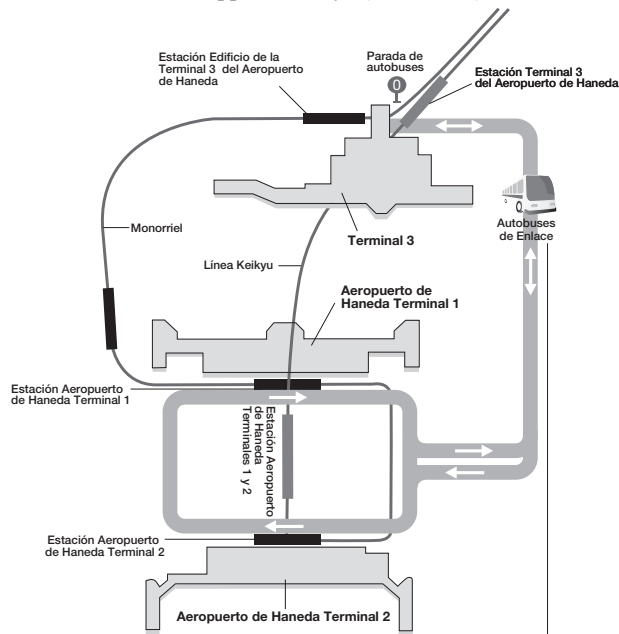 Estación Edificio de la
Terminal 3 del Aeropuerto
de Haneda
Parada de
autobuses
0
Estación Terminal 3
del Aeropuerto de Haneda
Monorriel
Terminal 3
Autobuses
de Enlace
Línea Keikyu
Aeropuerto de
Haneda Terminal 1
Estación Aeropuerto
de Haneda Terminal 1
Estación Aeropuerto
de Haneda
Terminales 1 y 2
Estación Aeropuerto
de Haneda Terminal 2
Aeropuerto de Haneda Terminal 2